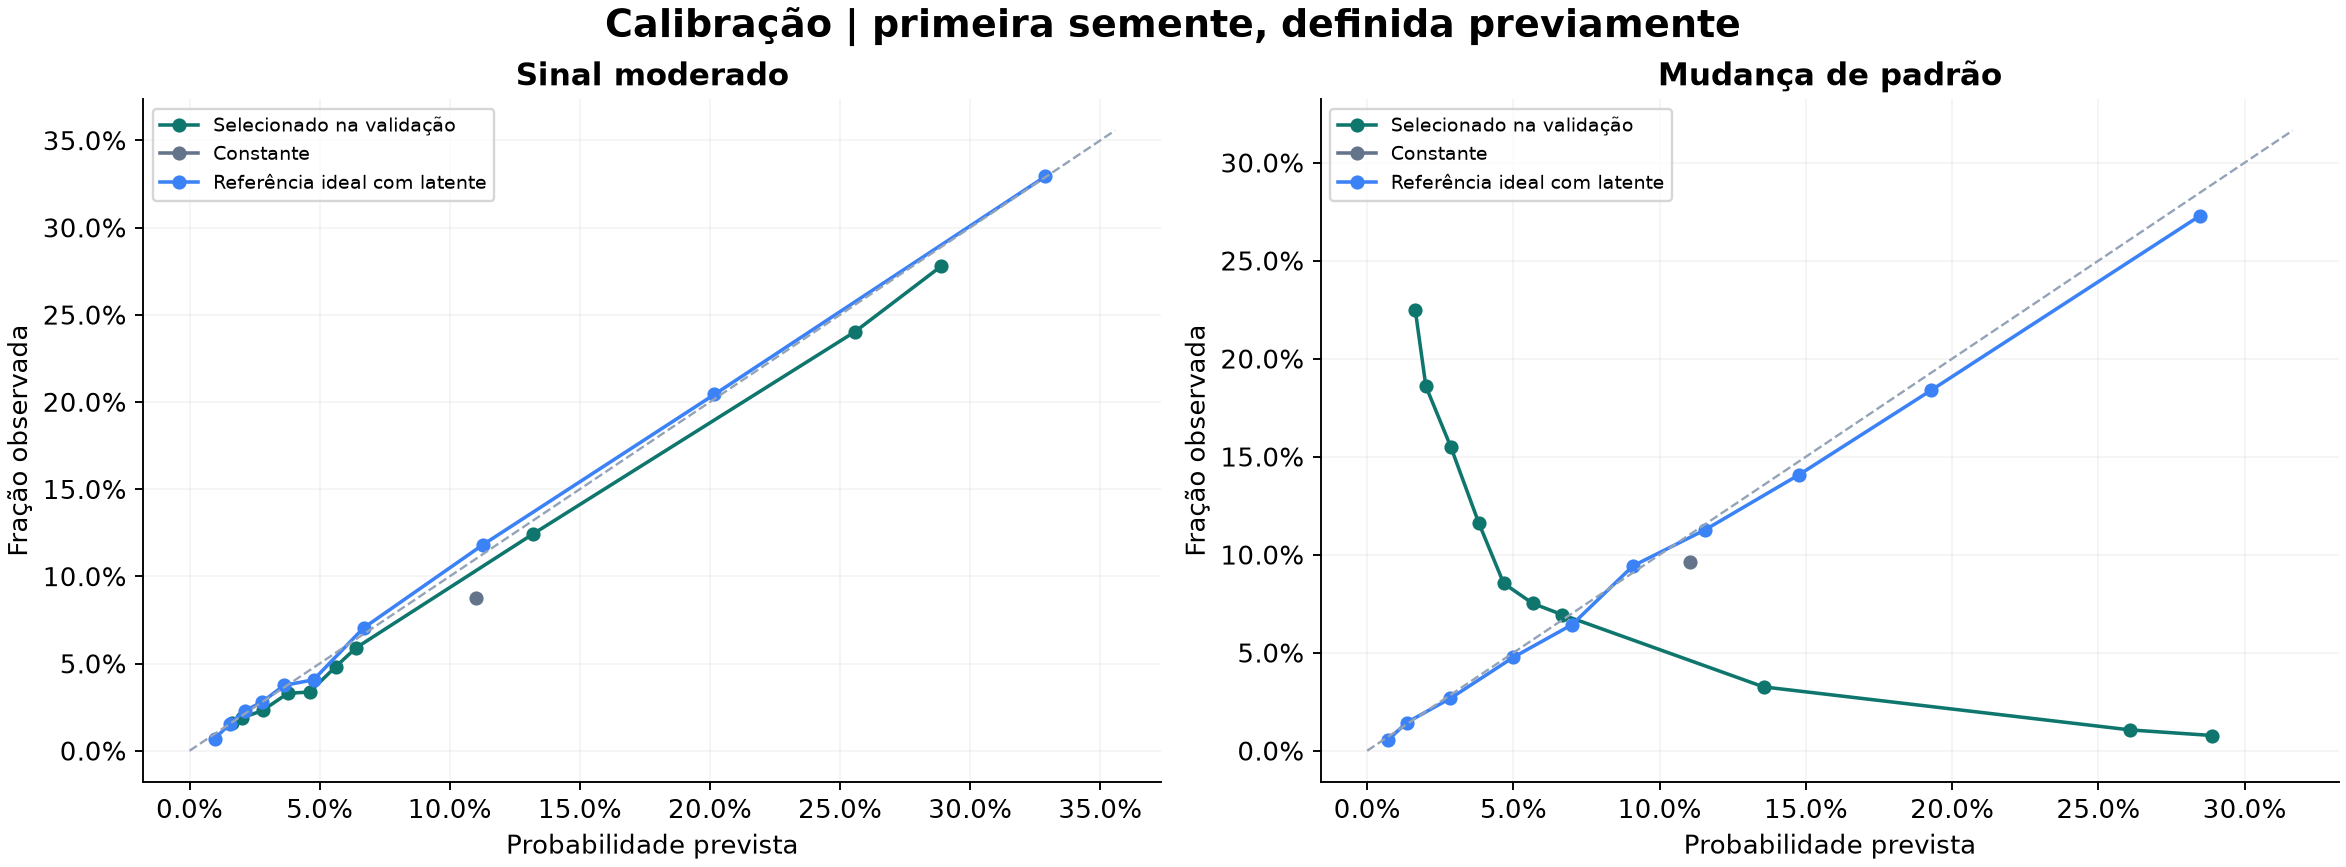 Calibração | primeira semente, definida previamente
Sinal moderado
Selecionado na validação
Constante
Referência ideal com latente
35.0%
30.0%
25.0%
20.0%
15.0%
10.0%
5.0%
0.0%
Fração observada
0.0% 5.0% 10.0% 15.0% 20.0% 25.0% 30.0% 35.0%
Probabilidade prevista
Mudança de padrão
Selecionado na validação
Constante
Referência ideal com latente
30.0%
25.0%
20.0%
15.0%
10.0%
5.0%
0.0%
Fração observada
0.0% 5.0% 10.0% 15.0% 20.0% 25.0% 30.0%
Probabilidade prevista